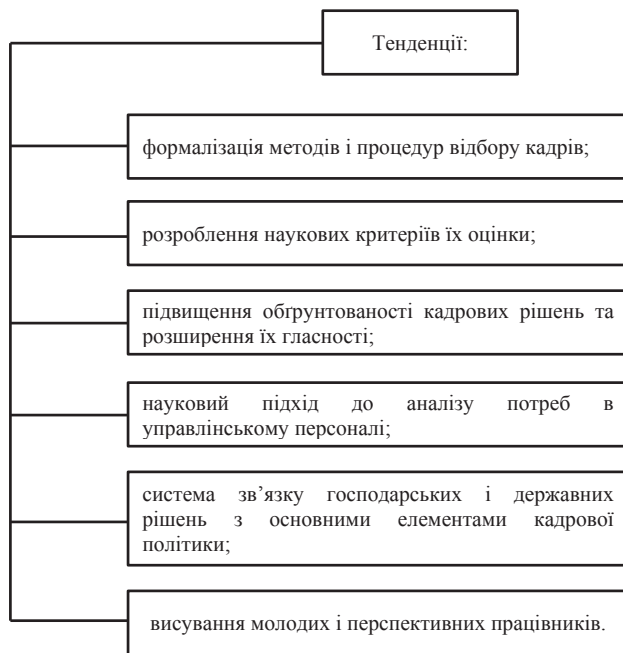 Тенденції:
формалізація методів і процедур відбору кадрів;
розроблення наукових критеріїв їх оцінки;
підвищення обґрунтованості кадрових рішень та
розширення їх гласності;
науковий підхід до аналізу потреб в
управлінському персоналі;
система зв’язку господарських і державних
рішень з основними елементами кадрової
політики;
висування молодих і перспективних працівників.